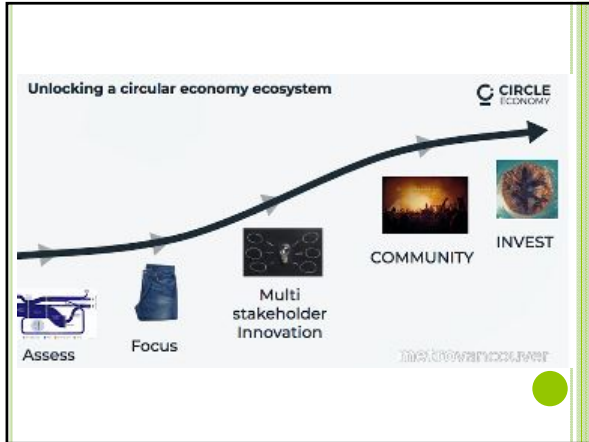 Unlocking a circular economy ecosystem
CIRCLE
ECONOMY
Assess
Focus
Multi
stakeholder
Innovation
COMMUNITY
INVEST
metrovancouver